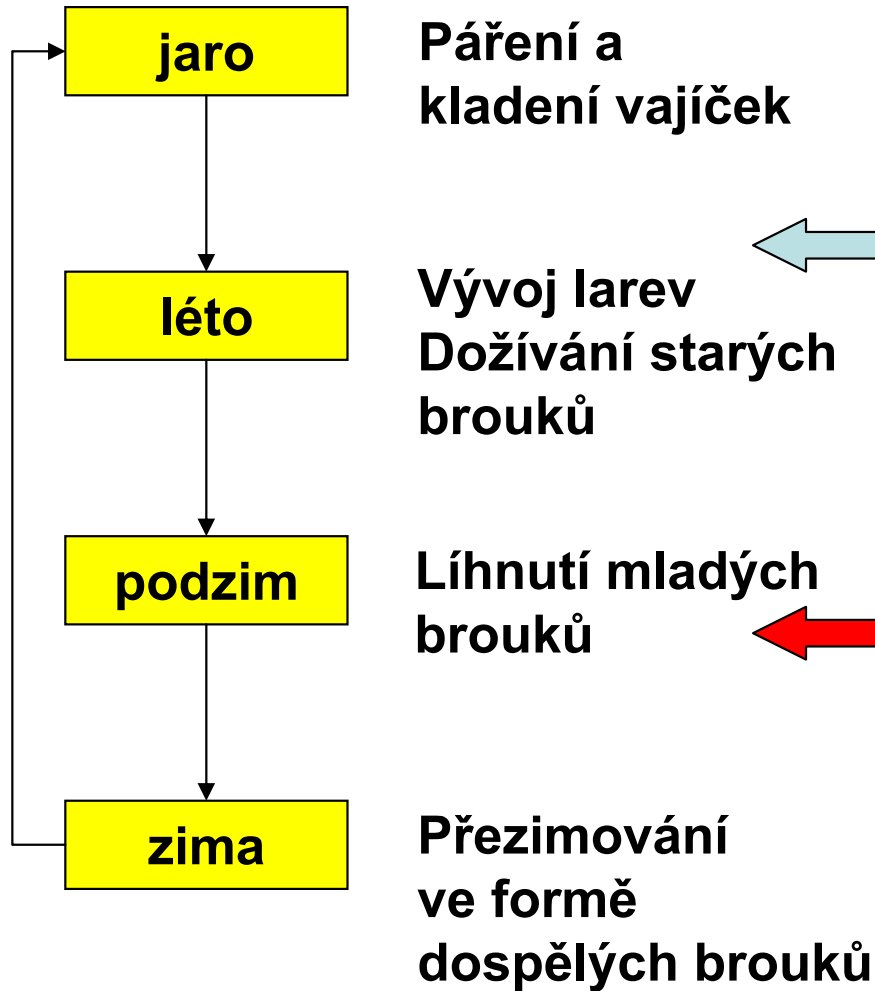 jaro
Páření a
kladení vajíček
léto
Vývoj larev
Dožívání starých
brouků
podzim
Líhnutí mladých
brouků
zima
Přezimování
ve formě
dospělých brouků